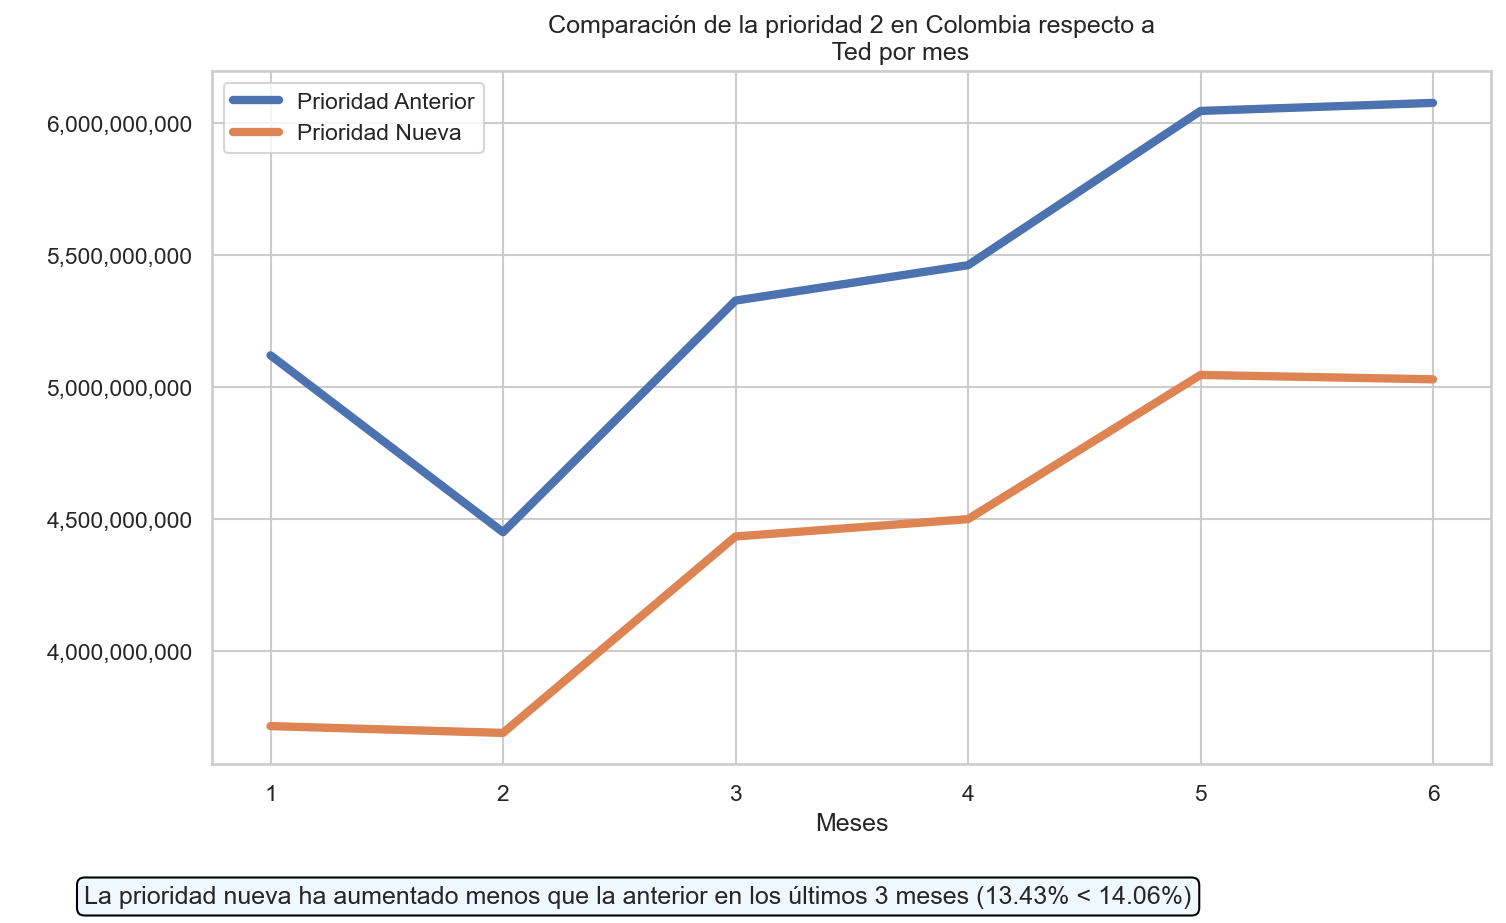 Comparación de la prioridad 2 en Colombia respecto a
Ted por mes
Prioridad Anterior
Prioridad Nueva
6,000,000,000
5,500,000,000
5,000,000,000
4,500,000,000
4,000,000,000
1 2 3 4 5 6
Meses
La prioridad nueva ha aumentado menos que la anterior en los últimos 3 meses (13.43% < 14.06%)